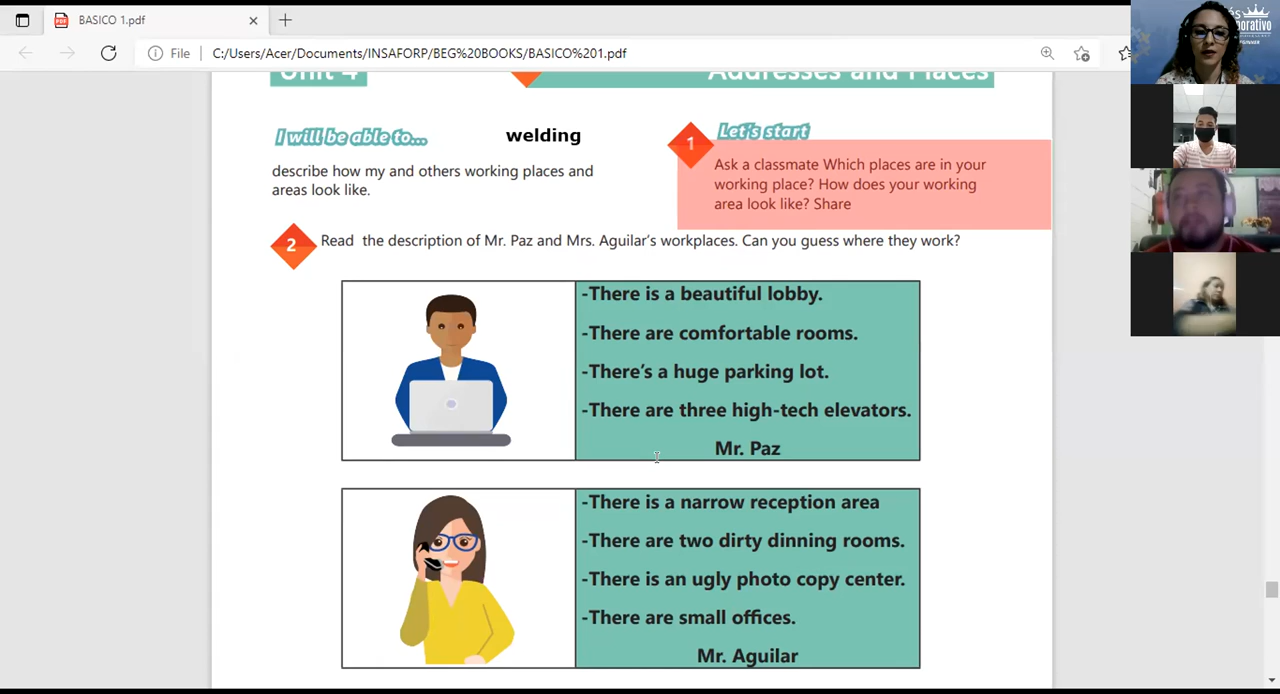 BASICO 1.pdf
File C:/Users/Acer/Documents/INSAFORP/BEG%20BOOKS/BASICO%201.pdf
Unit 4
Addresses and Places
I will be able to...
welding
describe how my and others working places and
areas look like.
1
Let's start
Ask a classmate Which places are in your
working place? How does your working
area look like? Share
2
Read the description of Mr. Paz and Mrs. Aguilar's workplaces. Can you guess where they work?
-There is a beautiful lobby.
-There are comfortable rooms.
-There's a huge parking lot.
-There are three high-tech elevators.
Mr. Paz
-There is a narrow reception area
-There are two dirty dinning rooms.
-There is an ugly photo copy center.
-There are small offices.
Mr. Aguilar